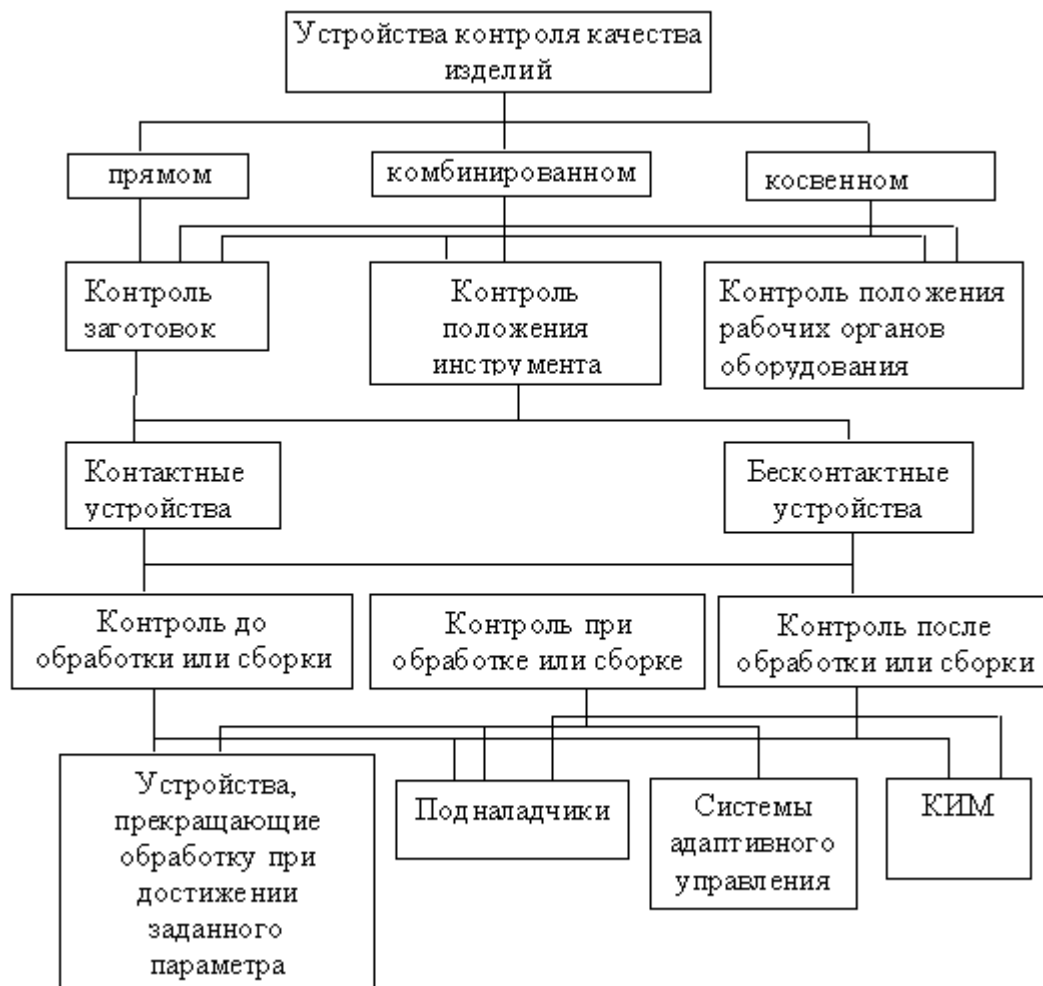 Устройства контроля качества
изделий
прямом
комбинированном
косвенном
Контроль
заготовок
Контроль
положения
инструмента
Контроль положения
рабочих органов
оборудования
Контактные
устройства
Бесконтактные
устройства
Контроль до
обработки или сборки
Контроль при
обработке или сборке
Контроль после
обработки или сборки
Устройства,
прекращающие
обработку при
достижении
заданного
параметра
Подналадчики
Системы
адаптивного
управления
КИМ